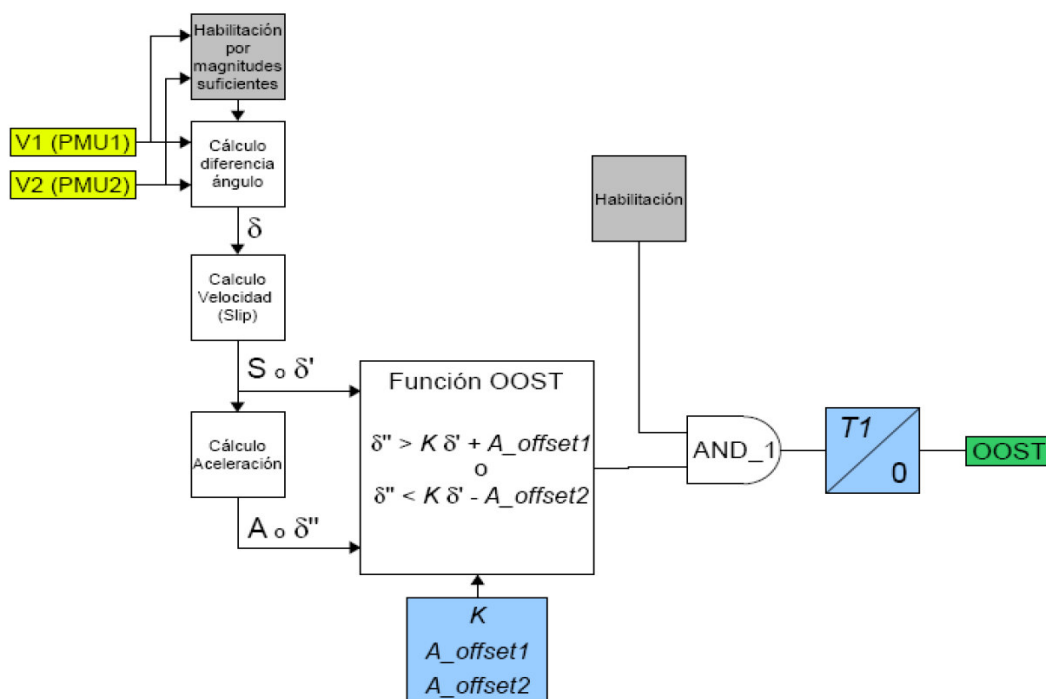 Habilitación
por
magnitudes
suficientes
V1 (PMU1)
V2 (PMU2)
Cálculo
diferencia
ángulo
δ
Calculo
Velocidad
(Slip)
S o δ'
Cálculo
Aceleración
A o δ"
Función OOST
δ" > K δ' + A_offset1
o
δ" < K δ' - A_offset2
K
A_offset1
A_offset2
Habilitación
AND_1
T1
0
OOST